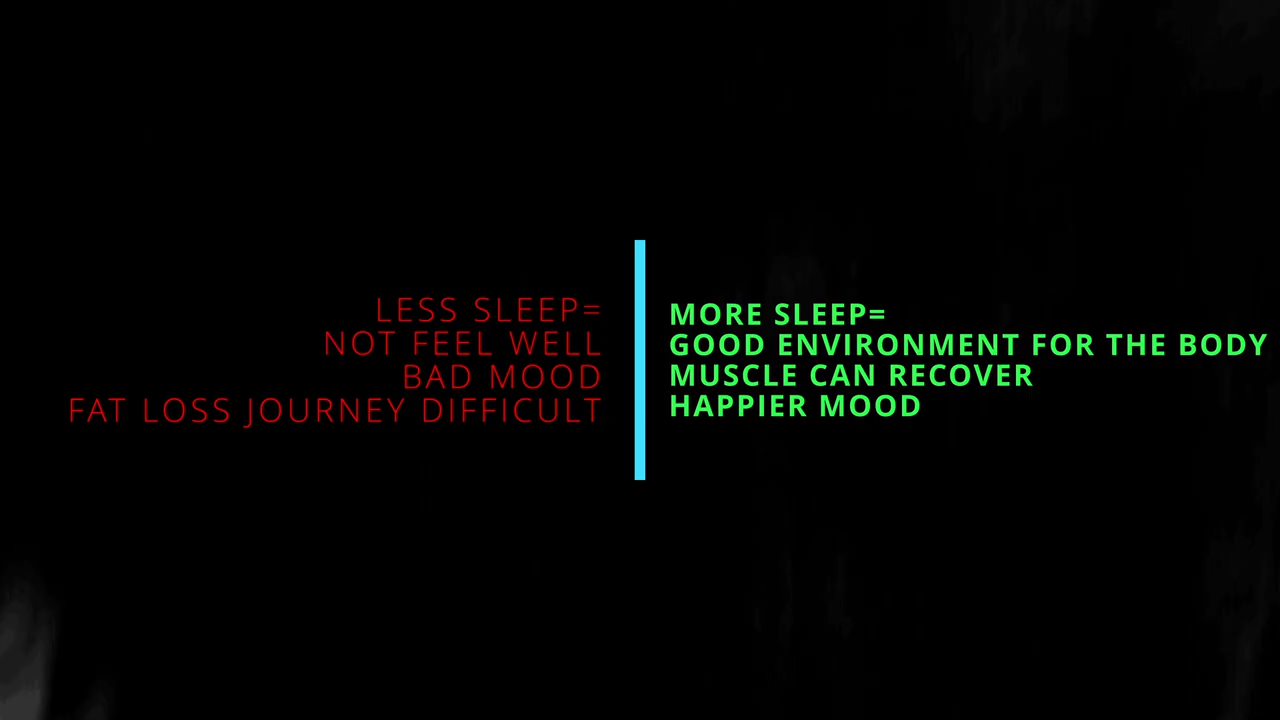 LESS SLEEP=
NOT FEEL WELL
BAD MOOD
FAT LOSS JOURNEY DIFFICULT
MORE SLEEP=
GOOD ENVIRONMENT FOR THE BODY
MUSCLE CAN RECOVER
HAPPIER MOOD